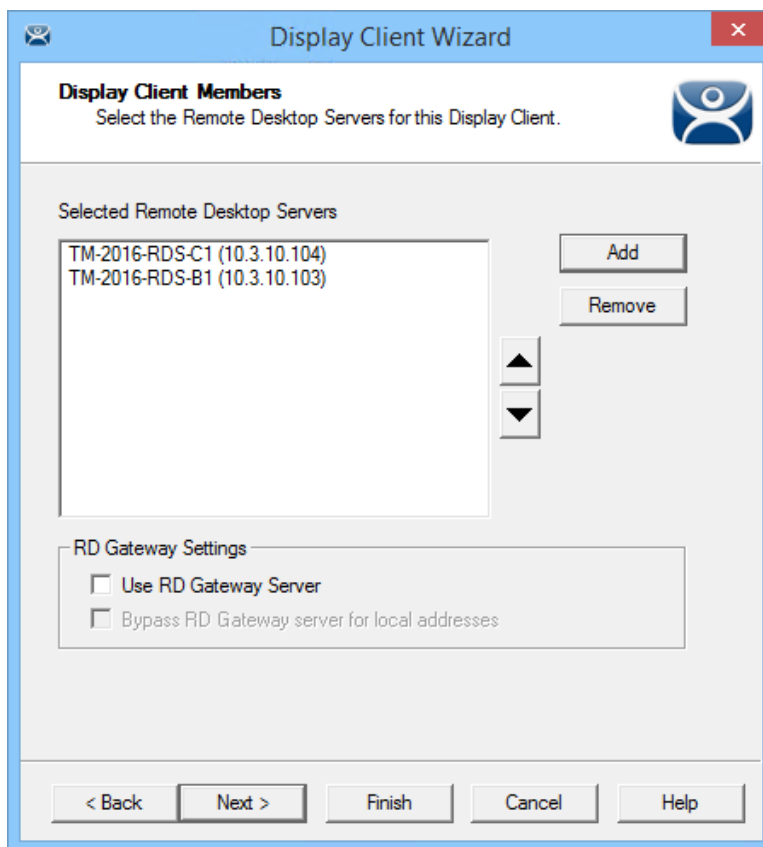 Display Client Wizard
Display Client Members
Select the Remote Desktop Servers for this Display Client.
Selected Remote Desktop Servers
TM-2016-RDS-C1 (10.3.10.104)
TM-2016-RDS-B1 (10.3.10.103)
Add
Remove
RD Gateway Settings
Use RD Gateway Server
Bypass RD Gateway server for local addresses
< Back Next > Finish Cancel Help